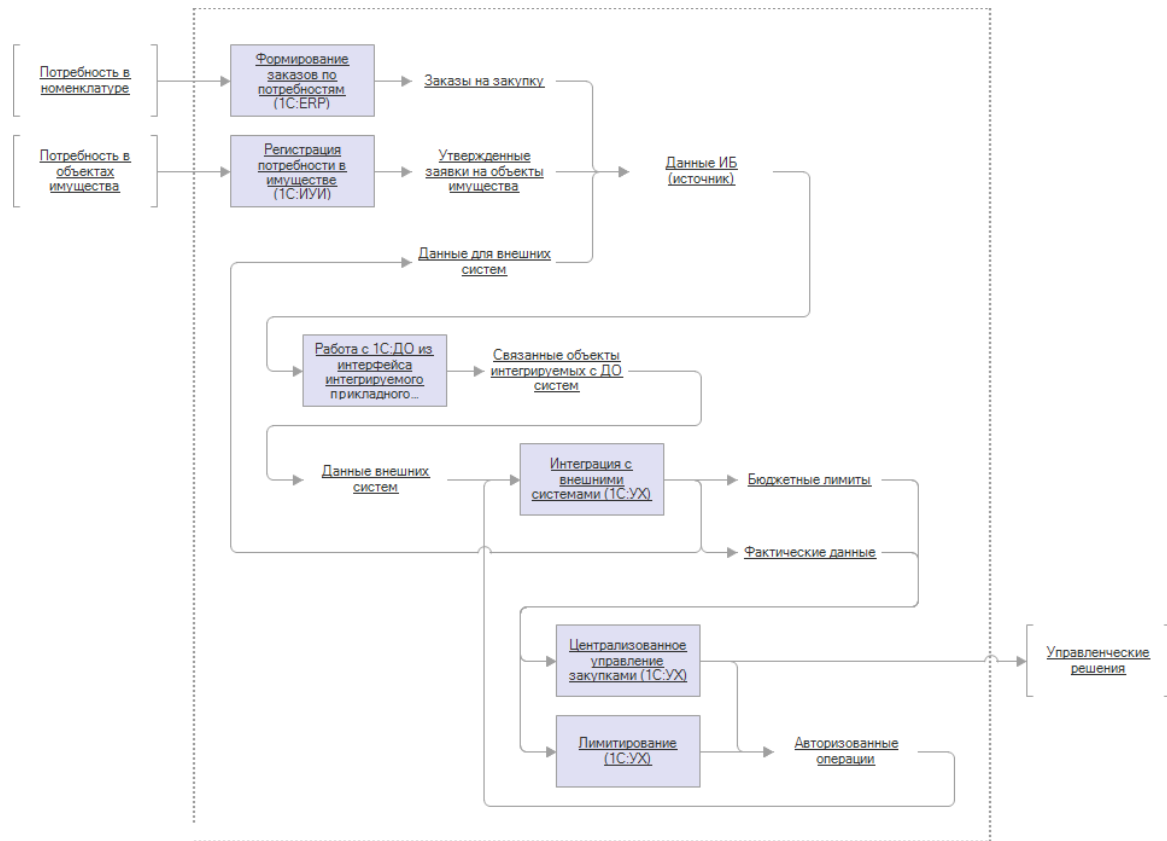 Потребность в
номенклатуре
Формирование
заказов по
потребностям
(1С:ERP)
Заказы на закупку
Потребность в
объектах
имущества
Регистрация
потребности в
имуществе
(1С:ИУИ)
Утвержденные
заявки на объекты
имущества
Данные ИБ
(источник)
Данные для внешних
систем
Работа с 1С:ДО из
интерфейса
интегрируемого
прикладного...
Связанные объекты
интегрируемых с ДО
систем
Данные внешних
систем
Интеграция с
внешними
системами (1С:УХ)
Бюджетные лимиты
Фактические данные
Централизованное
управление
закупками (1С:УХ)
Управленческие
решения
Лимитирование
(1С:УХ)
Авторизованные
операции